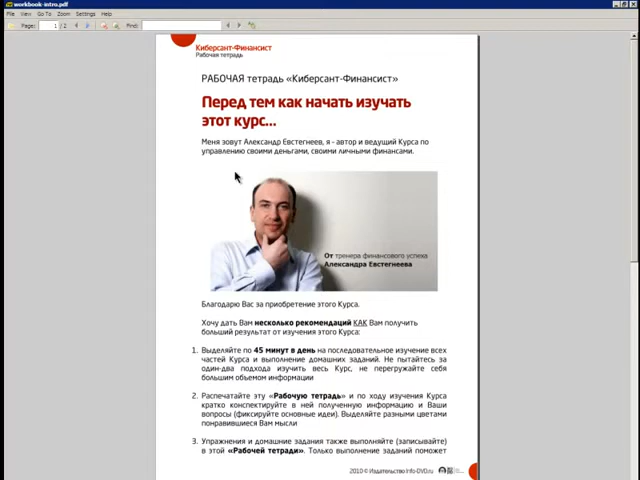 workbook-intro.pdf
File View Go To Zoom Settings Help
Page: 1 / 2 Find:
Киберсант-Финансист
Рабочая тетрадь
РАБОЧАЯ тетрадь «Киберсант-Финансист»
Перед тем как начать изучать
этот курс...
Меня зовут Александр Евстегнеев, я - автор и ведущий Курса по
управлению своими деньгами, своими личными финансами.
От тренера финансового успеха
Александра Евстегнеева
Благодарю Вас за приобретение этого Курса.
Хочу дать Вам несколько рекомендаций КАК Вам получить
больший результат от изучения этого Курса:
1. Выделяйте по 45 минут в день на последовательное изучение всех
частей Курса и выполнение домашних заданий. Не пытайтесь за
один-два подхода изучить весь Курс, не перегружайте себя
большим объемом информации
2. Распечатайте эту «Рабочую тетрадь» и по ходу изучения Курса
кратко конспектируйте в ней полученную информацию и Ваши
вопросы (фиксируйте основные идеи). Выделяйте разными цветами
понравившиеся Вам мысли
3. Упражнения и домашние задания также выполняйте (записывайте)
в этой «Рабочей тетради». Только выполнение заданий поможет
2010 © Издательство Info-DVD.ru